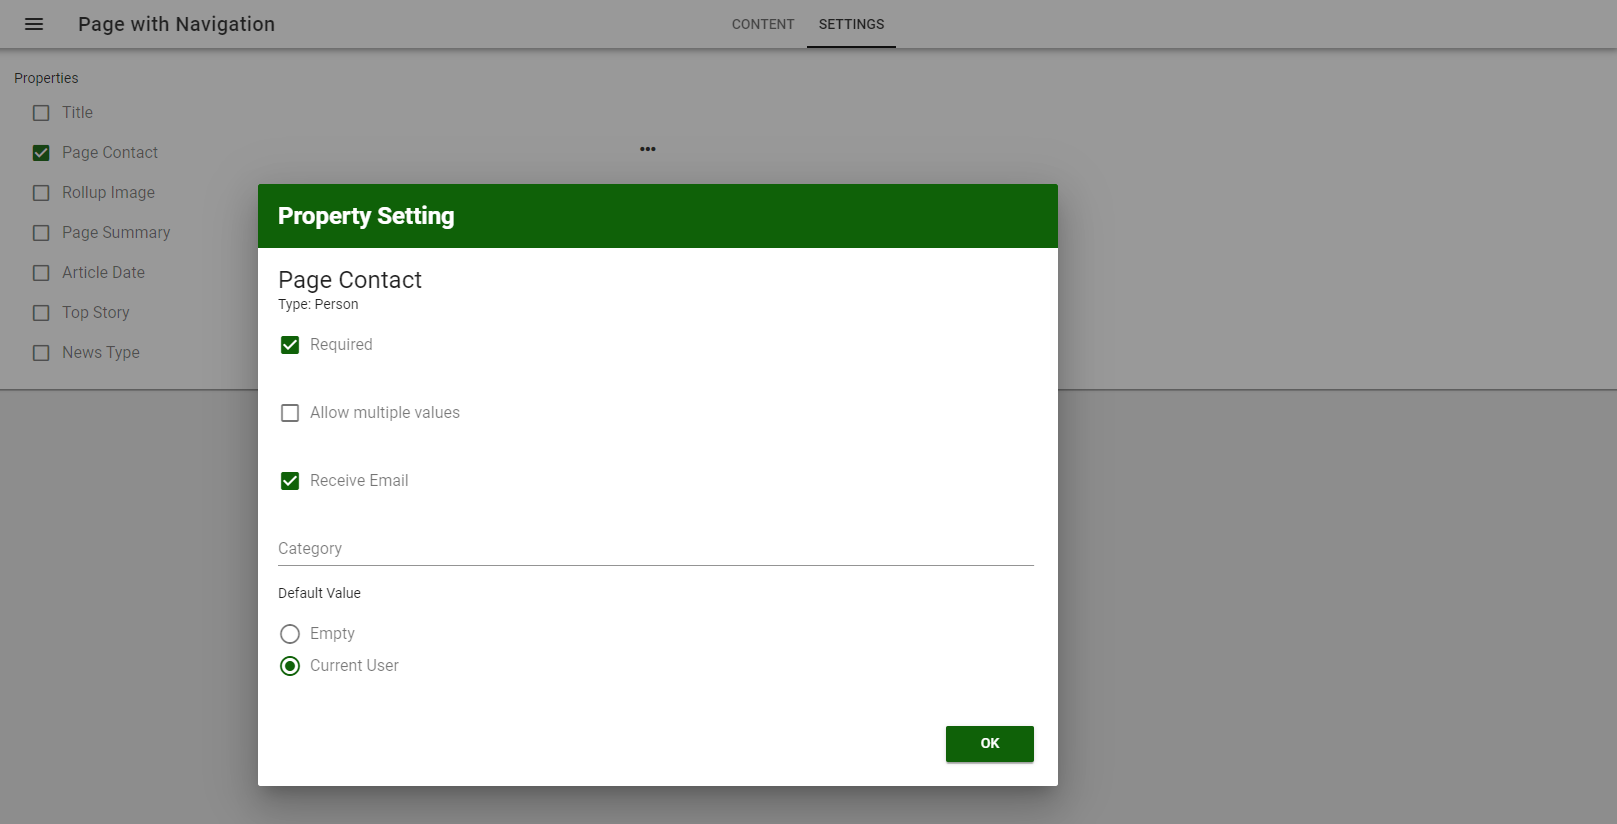 Page with Navigation
CONTENT
SETTINGS
Properties
Title
Page Contact
Rollup Image
Page Summary
Article Date
Top Story
News Type
Property Setting
Page Contact
Type: Person
Required
Allow multiple values
Receive Email
Category
Default Value
Empty
Current User
OK